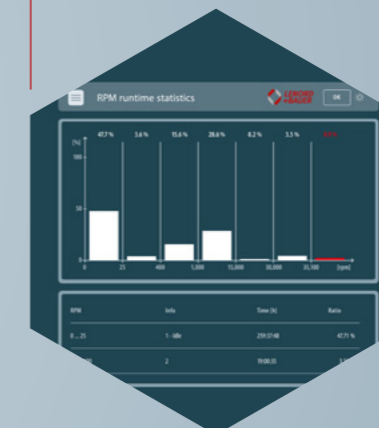 RPM runtime statistics LENORD +BAUER OK
[%] 47.7 % 3.6 % 15.6 % 28.6 % 8.2 % 3.3 %
100
50
0
0 25 400 5,000 15,000 30,000 35,100 [rpm]
RPM Info Time [h] Ratio
0 ... 25 1 - Idle 47.71 %
2